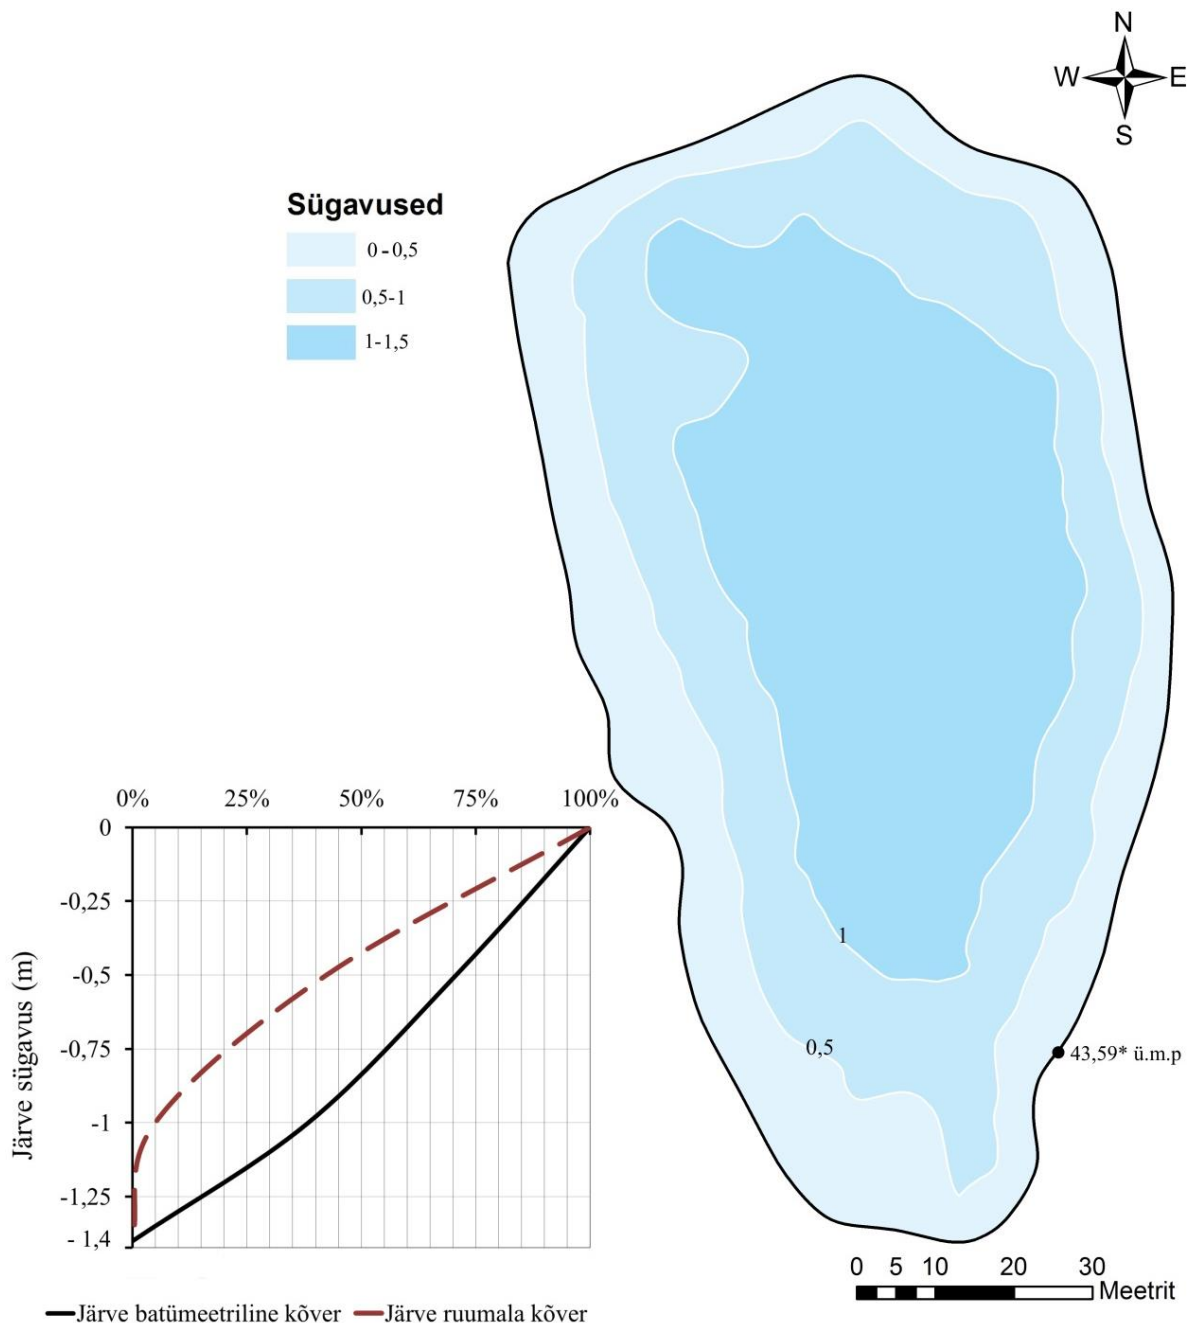 N
W E
S
Sügavused
0-0,5
0,5-1
1-1,5
1
0,5
43,59* ü.m.p
0% 25% 50% 75% 100%
0
-0,25
-0,5
-0,75
-1
-1,25
- 1,4
Järve sügavus (m)
Järve batümeetriline kõver Järve ruumala kõver
0 5 10 20 30
Meetrit